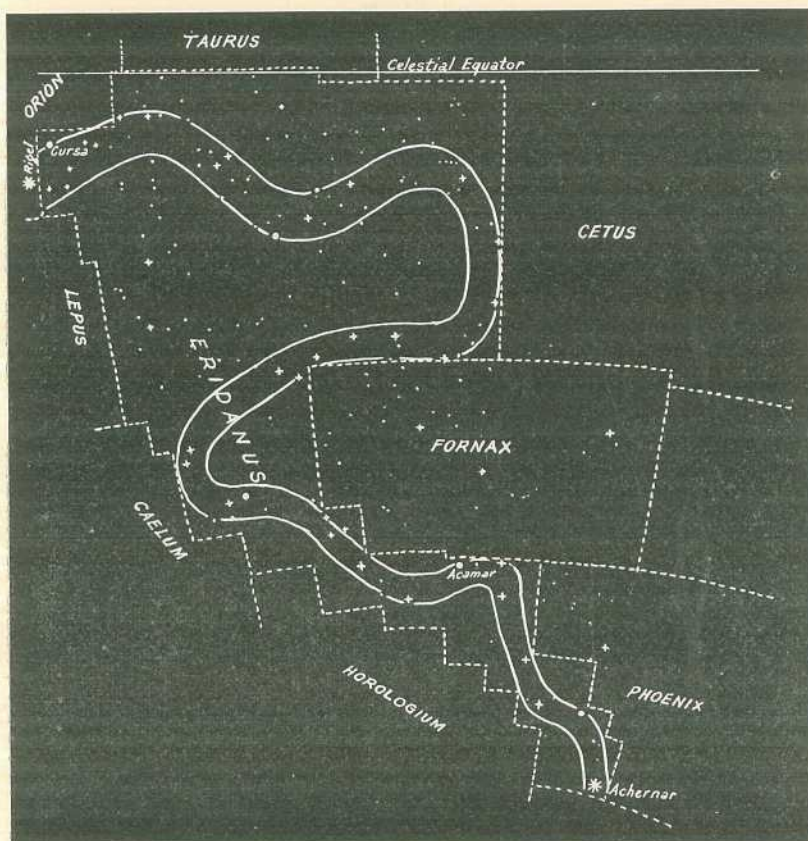 TAURUS
Celestial Equator
ORION
Rigel
Cursa
CETUS
LEPUS
ERIDANUS
FORNAX
CAELUM
Acamar
HOROLOGIUM
PHOENIX
Achernar